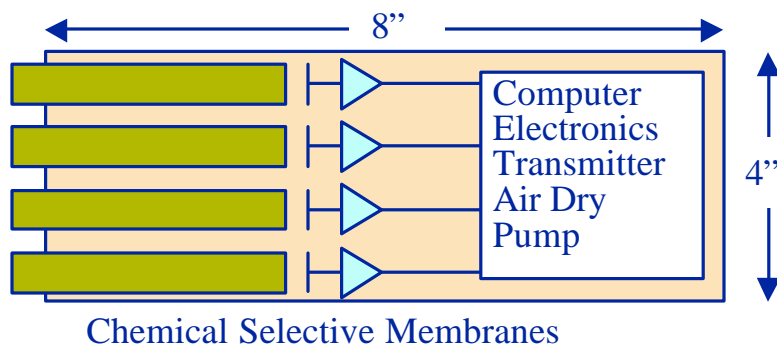 8”
Computer
Electronics
Transmitter
Air Dry
Pump
4”
Chemical Selective Membranes